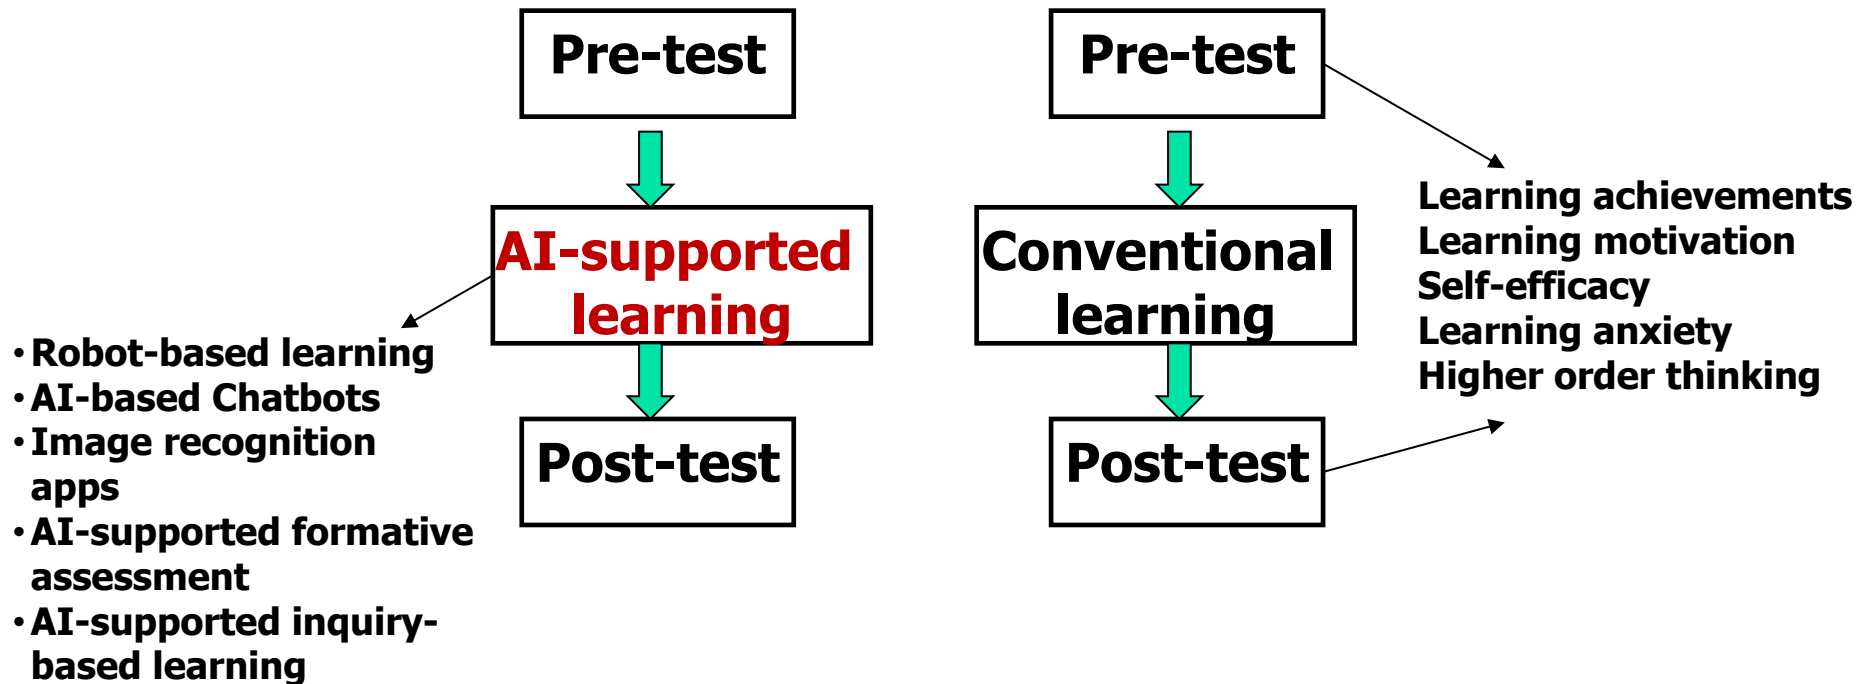 Pre-test
Pre-test
AI-supported
learning
Conventional
learning
Post-test
Post-test
• Robot-based learning
• AI-based Chatbots
• Image recognition
apps
• AI-supported formative
assessment
• AI-supported inquiry-
based learning
Learning achievements
Learning motivation
Self-efficacy
Learning anxiety
Higher order thinking